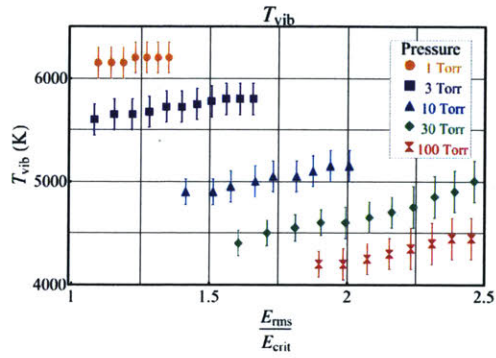 T_vib
Pressure
1 Torr
3 Torr
10 Torr
30 Torr
100 Torr
T_vib (K)
6000
5000
4000
1
1.5
2
2.5
E_rms
E_crit